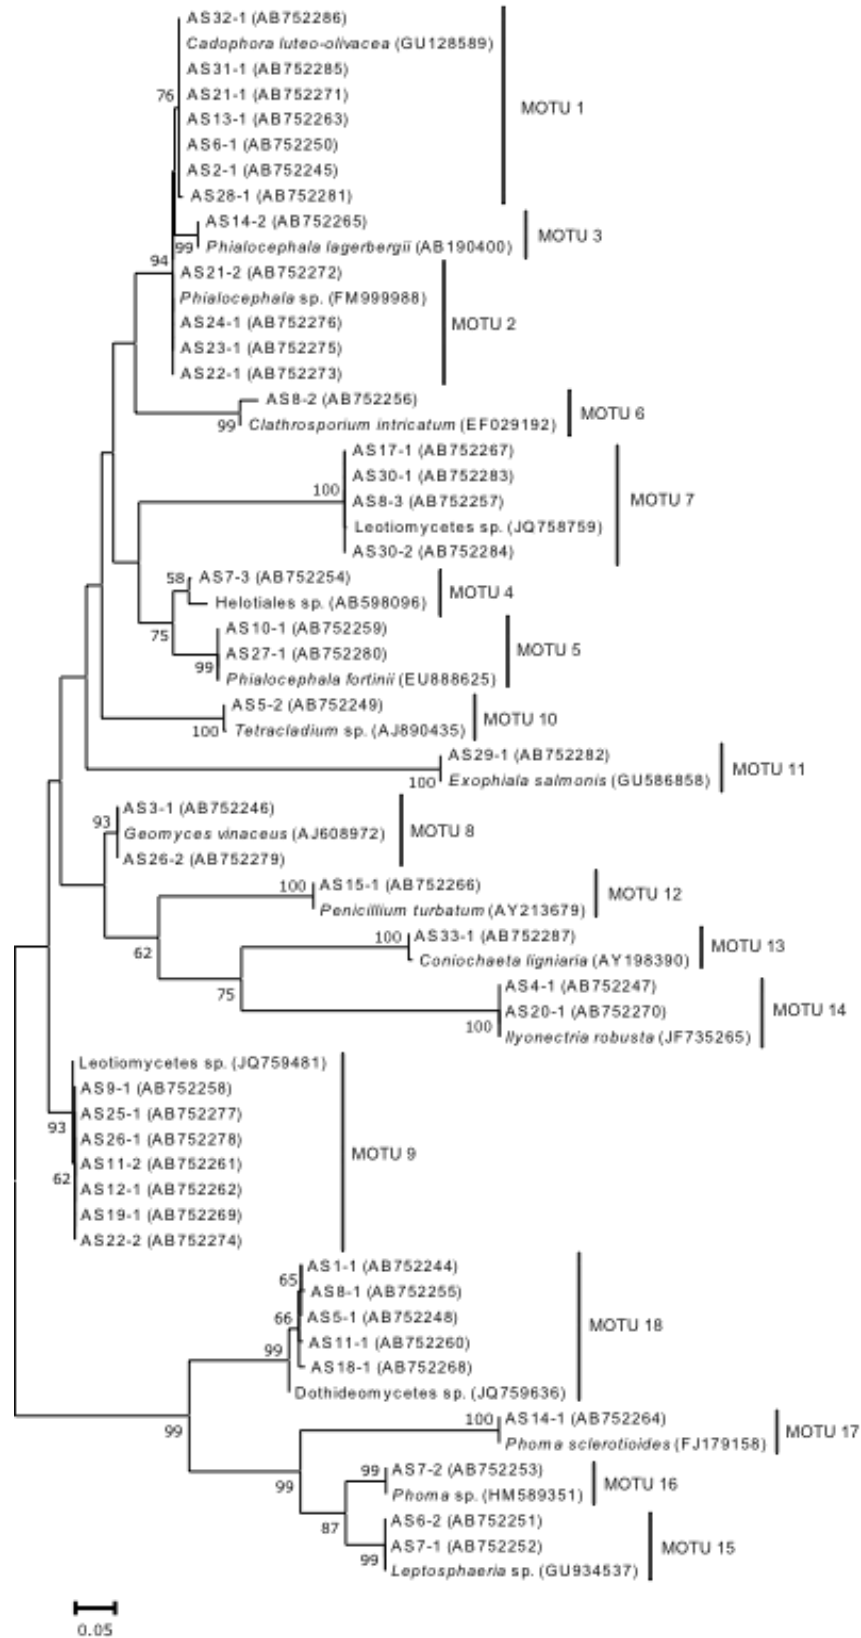 AS32-1 (AB752286)
Cadophora luteo-olivacea (GU128589)
AS31-1 (AB752285)
76 AS21-1 (AB752271)
MOTU 1
AS13-1 (AB752263)
AS6-1 (AB752250)
AS2-1 (AB752245)
AS28-1 (AB752281)
AS14-2 (AB752265)
MOTU 3
99 Phialocephala lagerbergii (AB190400)
94
AS21-2 (AB752272)
Phialocephala sp. (FM999988)
AS24-1 (AB752276)
MOTU 2
AS23-1 (AB752275)
AS22-1 (AB752273)
AS8-2 (AB752256)
MOTU 6
99 Clathrosporium intricatum (EF029192)
AS17-1 (AB752267)
AS30-1 (AB752283)
100
AS8-3 (AB752257)
MOTU 7
Leotiomycetes sp. (JQ758759)
AS30-2 (AB752284)
58 AS7-3 (AB752254)
MOTU 4
Helotiales sp. (AB598096)
AS10-1 (AB752259)
75
AS27-1 (AB752280)
MOTU 5
99
Phialocephala fortinii (EU888625)
AS5-2 (AB752249)
MOTU 10
100 Tetracladium sp. (AJ890435)
AS29-1 (AB752282)
MOTU 11
100 Exophiala salmonis (GU586858)
AS3-1 (AB752246)
93
Geomyces vinaceus (AJ608972)
MOTU 8
AS26-2 (AB752279)
100 AS15-1 (AB752266)
MOTU 12
Penicillium turbatum (AY213679)
100 AS33-1 (AB752287)
MOTU 13
62
Coniochaeta ligniaria (AY198390)
AS4-1 (AB752247)
75
AS20-1 (AB752270)
MOTU 14
100
Ilyonectria robusta (JF735265)
Leotiomycetes sp. (JQ759481)
AS9-1 (AB752258)
AS25-1 (AB752277)
93
AS26-1 (AB752278)
MOTU 9
AS11-2 (AB752261)
62
AS12-1 (AB752262)
AS19-1 (AB752269)
AS22-2 (AB752274)
AS1-1 (AB752244)
65
AS8-1 (AB752255)
66 AS5-1 (AB752248)
MOTU 18
AS11-1 (AB752260)
99
AS18-1 (AB752268)
Dothideomycetes sp. (JQ759636)
100 AS14-1 (AB752264)
MOTU 17
99
Phoma sclerotioides (FJ179158)
99 AS7-2 (AB752253)
MOTU 16
99
Phoma sp. (HM589351)
AS6-2 (AB752251)
87
AS7-1 (AB752252)
MOTU 15
99
Leptosphaeria sp. (GU934537)
0.05